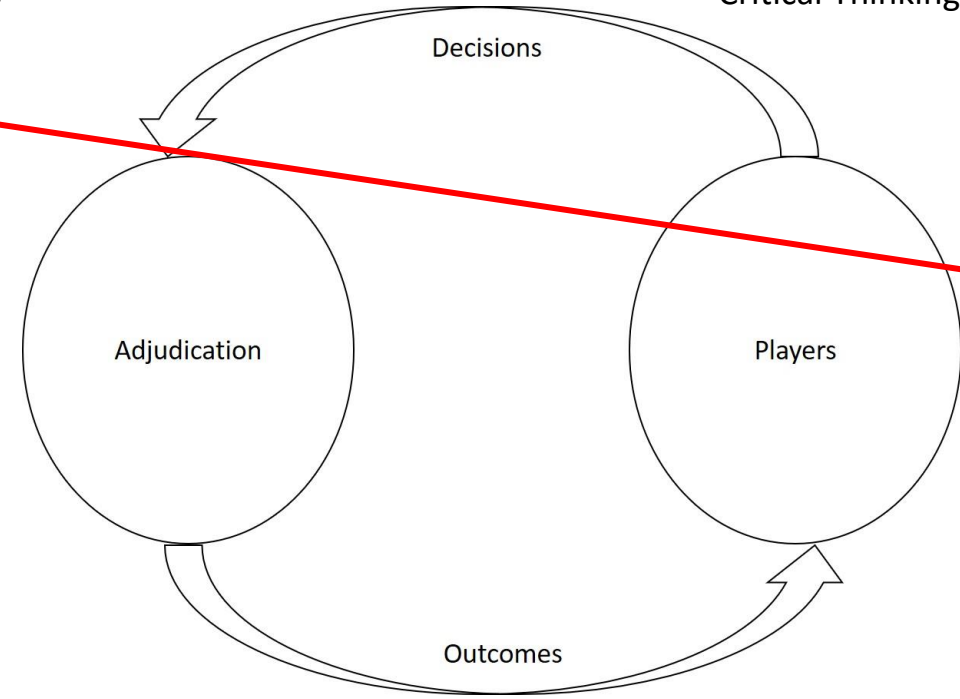 Critical Thinking
Decisions
Adjudication
Players
Outcomes